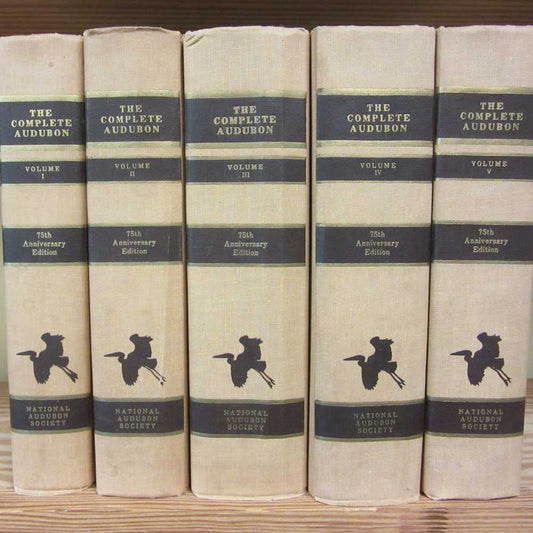 THE
COMPLETE
AUDUBON
VOLUME
I
75th
Anniversary
Edition
NATIONAL
AUDUBON
SOCIETY
THE
COMPLETE
AUDUBON
VOLUME
II
75th
Anniversary
Edition
NATIONAL
AUDUBON
SOCIETY
THE
COMPLETE
AUDUBON
VOLUME
III
75th
Anniversary
Edition
NATIONAL
AUDUBON
SOCIETY
THE
COMPLETE
AUDUBON
VOLUME
IV
75th
Anniversary
Edition
NATIONAL
AUDUBON
SOCIETY
THE
COMPLETE
AUDUBON
VOLUME
V
75th
Anniversary
Edition
NATIONAL
AUDUBON
SOCIETY